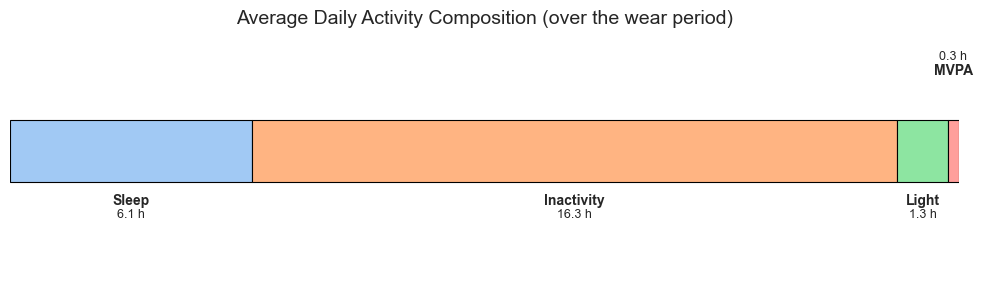 Average Daily Activity Composition (over the wear period)
0.3 h
MVPA
Sleep
6.1 h
Inactivity
16.3 h
Light
1.3 h